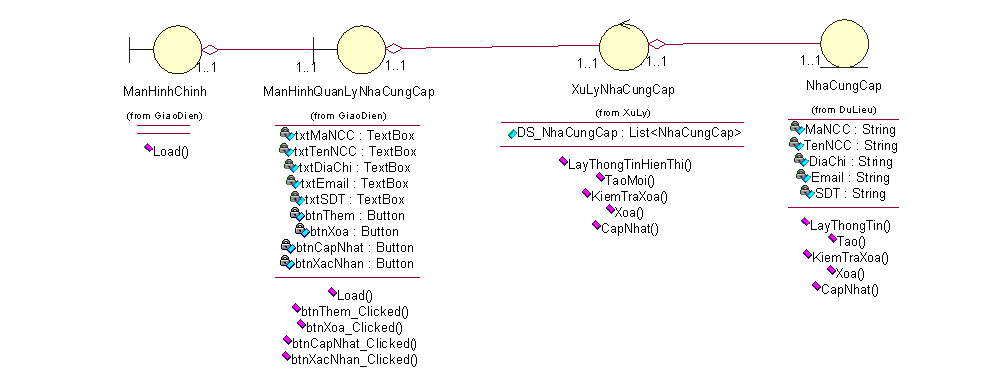 1..1
1..1
1..1
1..1
1..1
1..1
ManHinhChinh
(from GiaoDien)
Load()
ManHinhQuanLyNhaCungCap
(from GiaoDien)
txtMaNCC : TextBox
txtTenNCC : TextBox
txtDiaChi : TextBox
txtEmail : TextBox
txtSDT : TextBox
btnThem : Button
btnXoa : Button
btnCapNhat : Button
btnXacNhan : Button
Load()
btnThem_Clicked()
btnXoa_Clicked()
btnCapNhat_Clicked()
btnXacNhan_Clicked()
XuLyNhaCungCap
(from XuLy)
DS_NhaCungCap : List<NhaCungCap>
LayThongTinHienThi()
TaoMoi()
KiemTraXoa()
Xoa()
CapNhat()
NhaCungCap
(from DuLieu)
MaNCC : String
TenNCC : String
DiaChi : String
Email : String
SDT : String
LayThongTin()
Tao()
KiemTraXoa()
Xoa()
CapNhat()